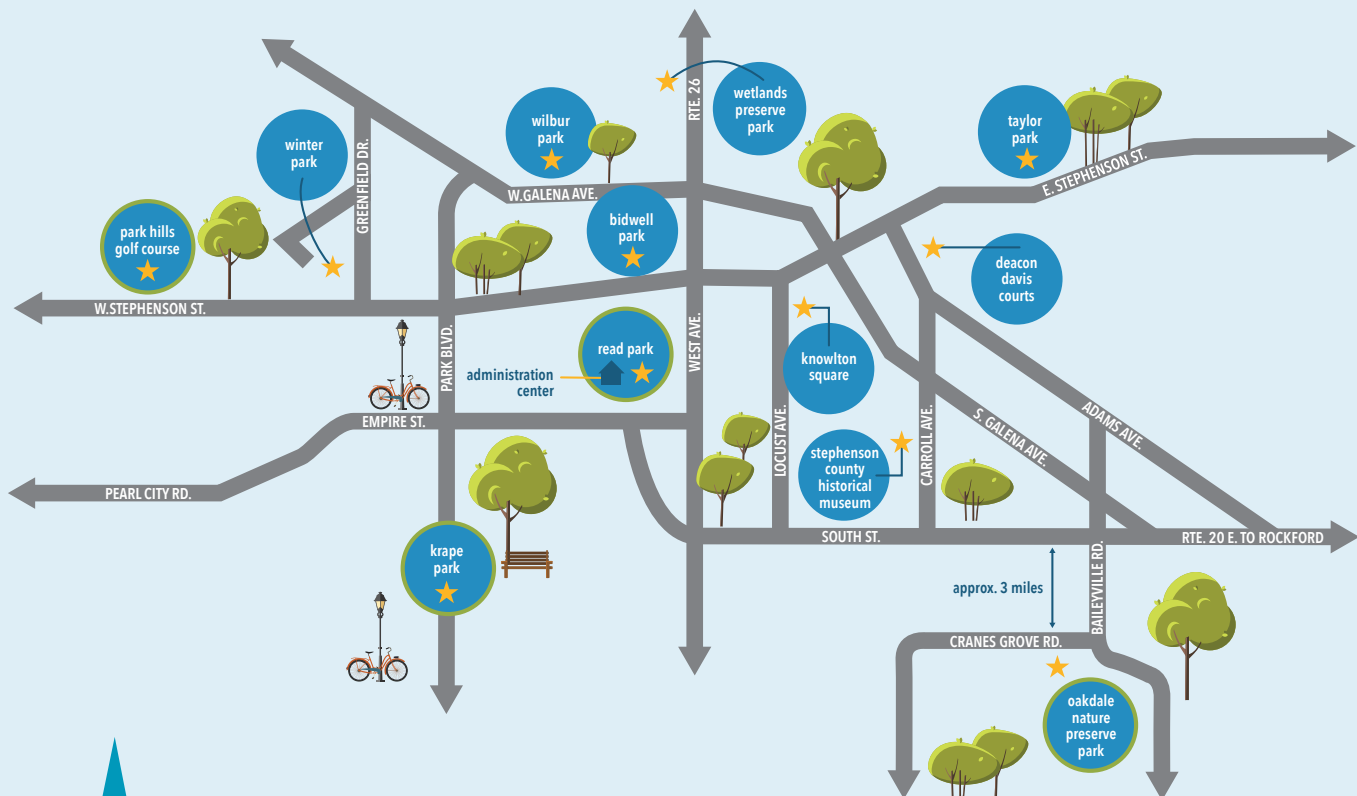 RTE. 26
wetlands
preserve
park
wilbur
park
taylor
park
winter
park
GREENFIELD DR.
E. STEPHENSON ST.
W.GALENA AVE.
park hills
golf course
bidwell
park
deacon
davis
courts
W.STEPHENSON ST.
PARK BLVD.
WEST AVE.
read park
administration
center
knowlton
square
EMPIRE ST.
LOCUST AVE.
CARROLL AVE.
S. GALENA AVE.
ADAMS AVE.
stephenson
county
historical
museum
PEARL CITY RD.
SOUTH ST.
RTE. 20 E. TO ROCKFORD
krape
park
approx. 3 miles
BAILEYVILLE RD.
CRANES GROVE RD.
oakdale
nature
preserve
park